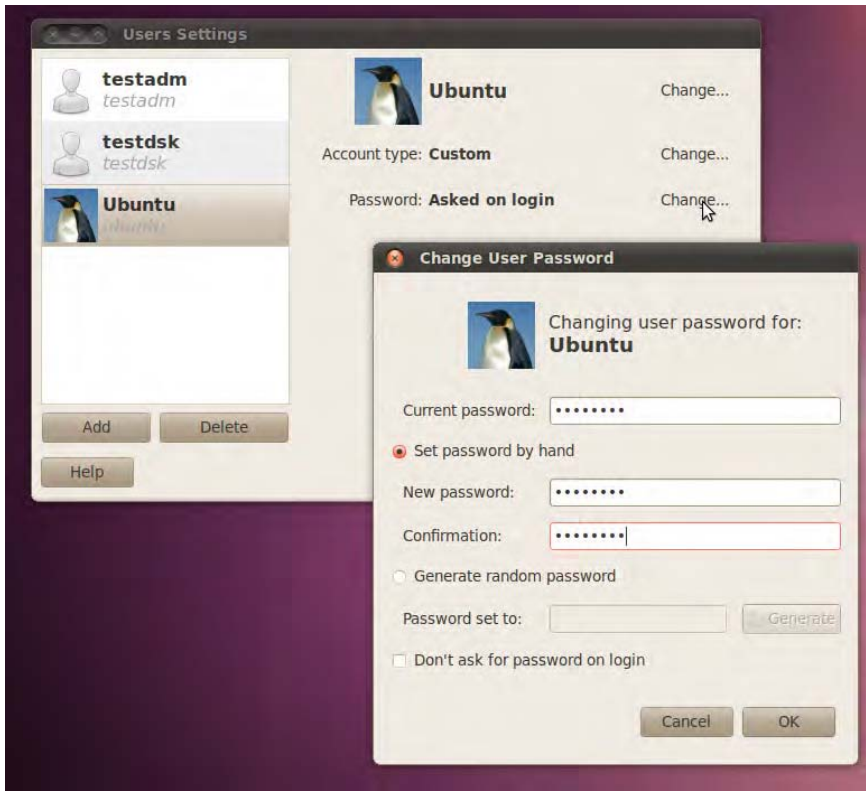 Users Settings
testadm
testadm
testdsk
testdsk
Ubuntu
ubuntu
Add
Delete
Help
Ubuntu
Change...
Account type: Custom
Change...
Password: Asked on login
Change...
Change User Password
Changing user password for:
Ubuntu
Current password: ••••••••
Set password by hand
New password: ••••••••
Confirmation: ••••••••
Generate random password
Password set to:
Generate
Don't ask for password on login
Cancel
OK